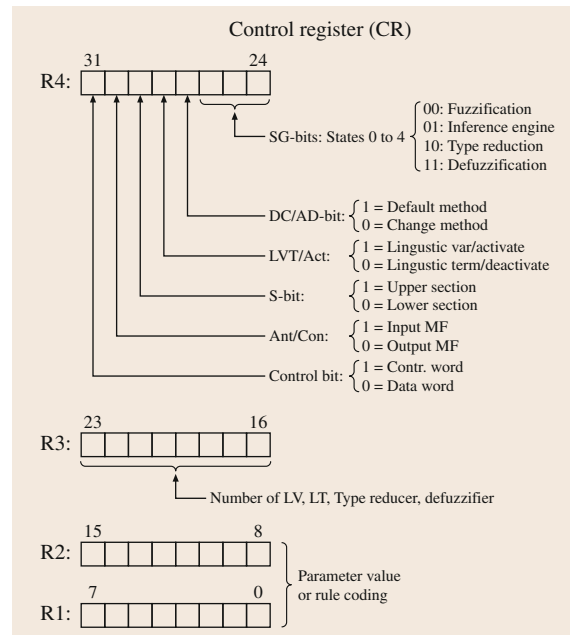 Control register (CR)
31 24
R4:
SG-bits: States 0 to 4
00: Fuzzification
01: Inference engine
10: Type reduction
11: Defuzzification
DC/AD-bit:
1 = Default method
0 = Change method
LVT/Act:
1 = Lingustic var/activate
0 = Lingustic term/deactivate
S-bit:
1 = Upper section
0 = Lower section
Ant/Con:
1 = Input MF
0 = Output MF
Control bit:
1 = Contr. word
0 = Data word
23 16
R3:
Number of LV, LT, Type reducer, defuzzifier
15 8
R2:
Parameter value
or rule coding
7 0
R1: